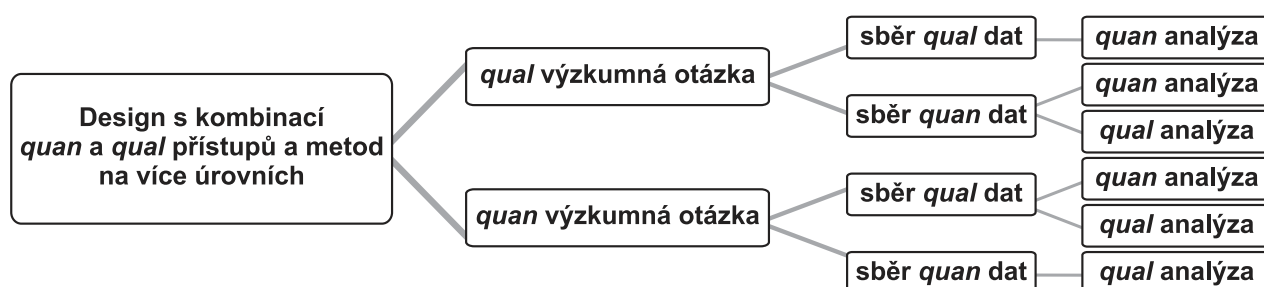 Design s kombinací
quan a qual přístupů a metod
na více úrovních
qual výzkumná otázka
sběr qual dat
quan analýza
sběr quan dat
quan analýza
qual analýza
quan výzkumná otázka
sběr qual dat
quan analýza
qual analýza
sběr quan dat
qual analýza